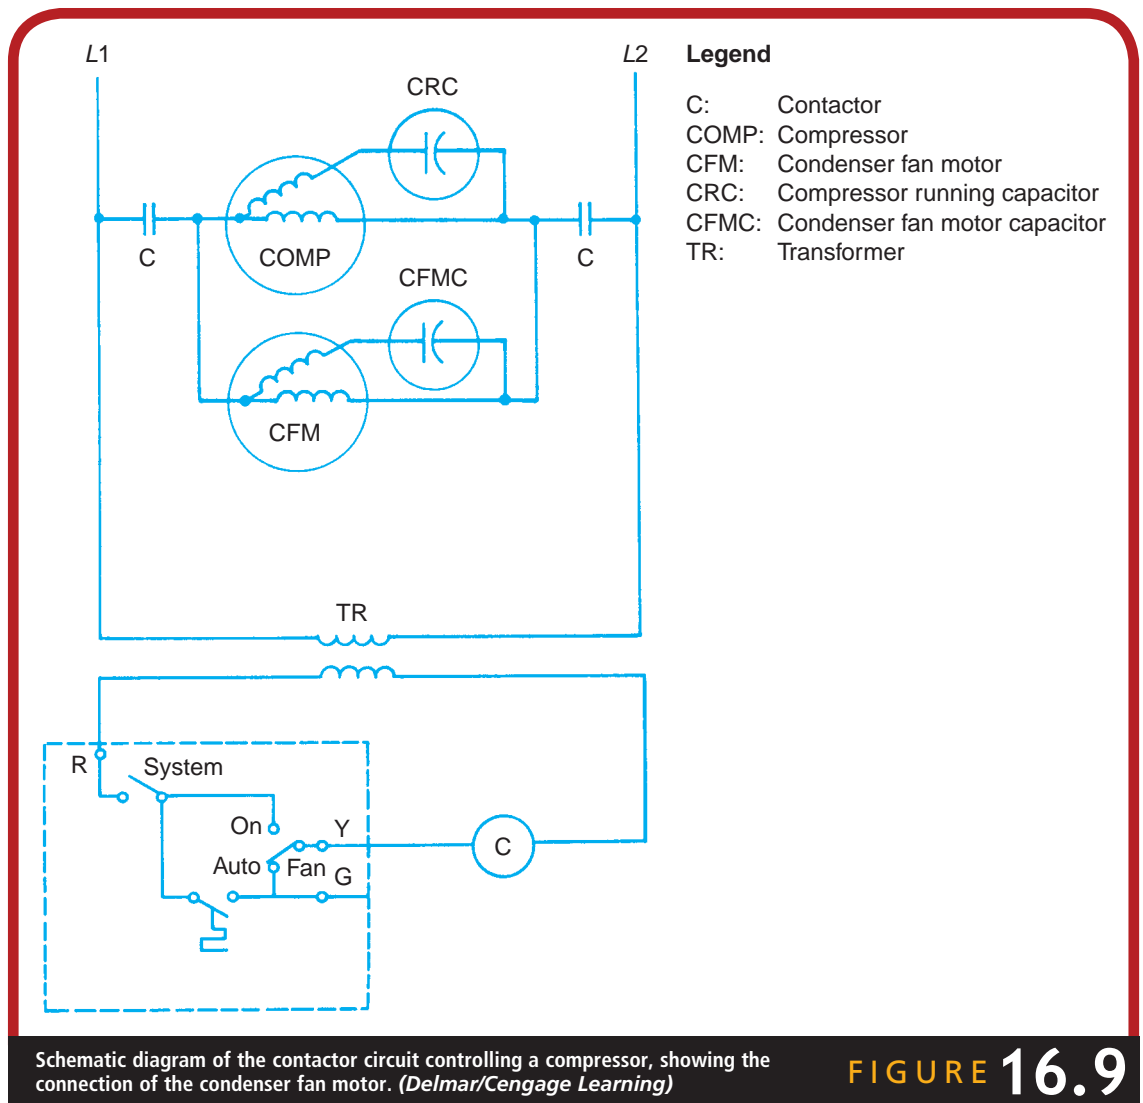 L1
L2
Legend
C: Contactor
COMP: Compressor
CFM: Condenser fan motor
CRC: Compressor running capacitor
CFMC: Condenser fan motor capacitor
TR: Transformer
CRC
C
COMP
C
CFMC
CFM
TR
R
System
On
Y
Auto
Fan
G
C
Schematic diagram of the contactor circuit controlling a compressor, showing the
connection of the condenser fan motor. (Delmar/Cengage Learning)
FIGURE 16.9